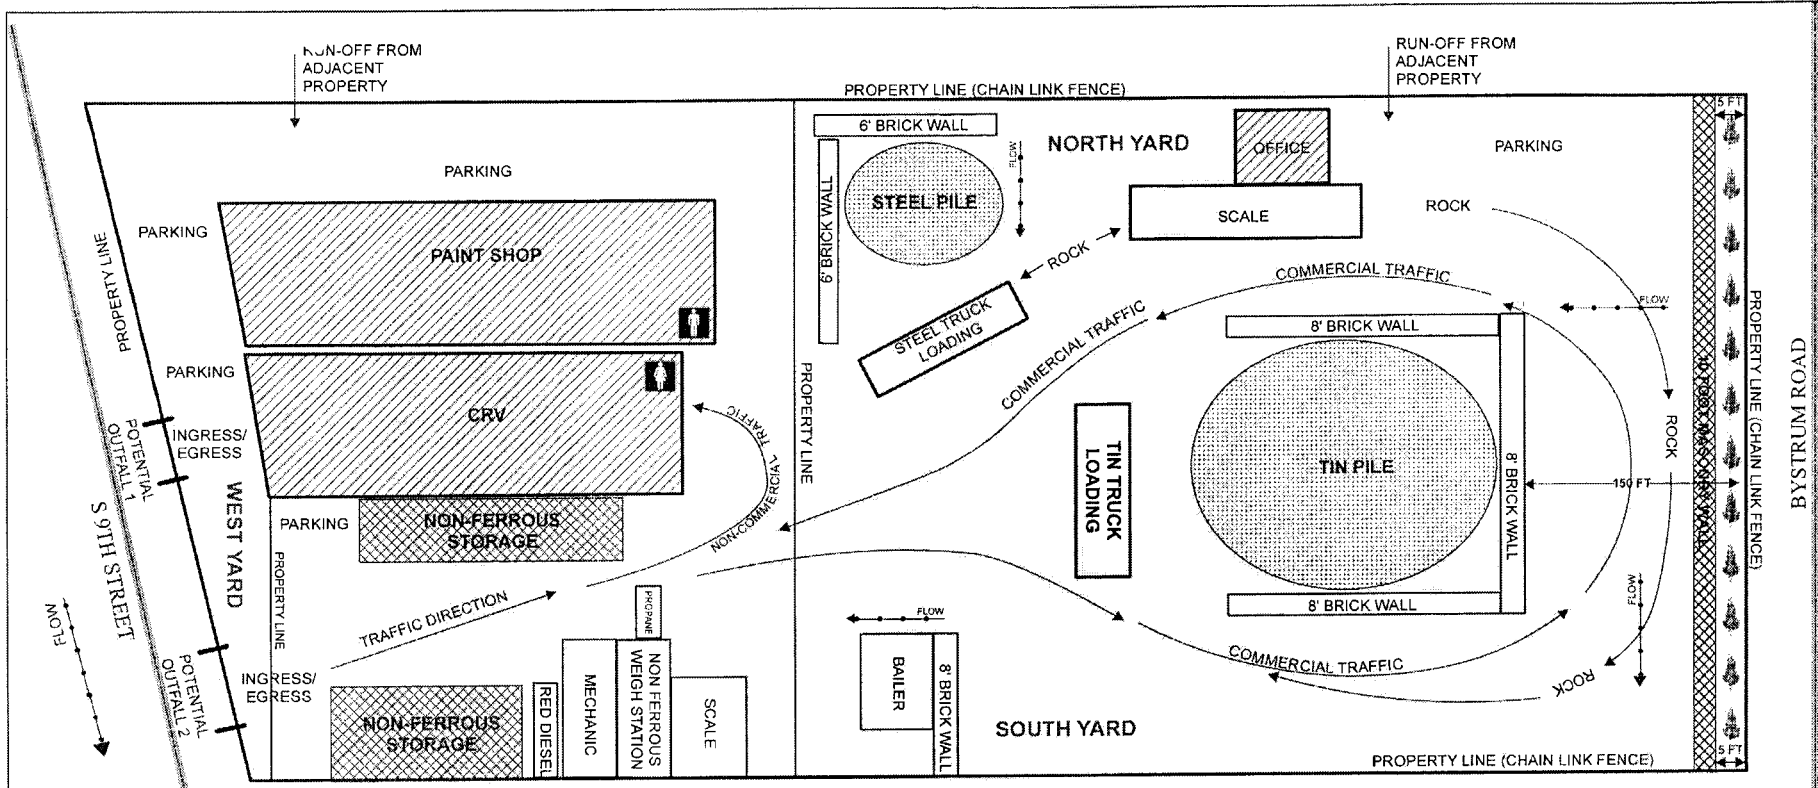 RUN-OFF FROM
ADJACENT
PROPERTY
RUN-OFF FROM
ADJACENT
PROPERTY
PROPERTY LINE (CHAIN LINK FENCE)
5 FT
6' BRICK WALL
NORTH YARD
OFFICE
PARKING
FLOW
PARKING
6' BRICK WALL
STEEL PILE
SCALE
ROCK
PARKING
PROPERTY LINE
PAINT SHOP
ROCK
COMMERCIAL TRAFFIC
STEEL TRUCK
LOADING
COMMERCIAL TRAFFIC
FLOW
8' BRICK WALL
PROPERTY LINE (CHAIN LINK FENCE)
BYSTRUM ROAD
10 FOOT MASONRY WALL
PARKING
CRV
NON-COMMERCIAL TRAFFIC
PROPERTY LINE
TIN TRUCK
LOADING
TIN PILE
8' BRICK WALL
150 FT
ROCK
POTENTIAL
OUTFALL 1
INGRESS/
EGRESS
WEST YARD
S 9TH STREET
PARKING
NON-FERROUS
STORAGE
PROPERTY LINE
TRAFFIC DIRECTION
PROPANE
FLOW
8' BRICK WALL
FLOW
FLOW
POTENTIAL
OUTFALL 2
INGRESS/
EGRESS
NON-FERROUS
STORAGE
RED DIESEL
MECHANIC
NON FERROUS
WEIGH STATION
SCALE
BAILER
8' BRICK WALL
SOUTH YARD
COMMERCIAL TRAFFIC
ROCK
PROPERTY LINE (CHAIN LINK FENCE)
5 FT